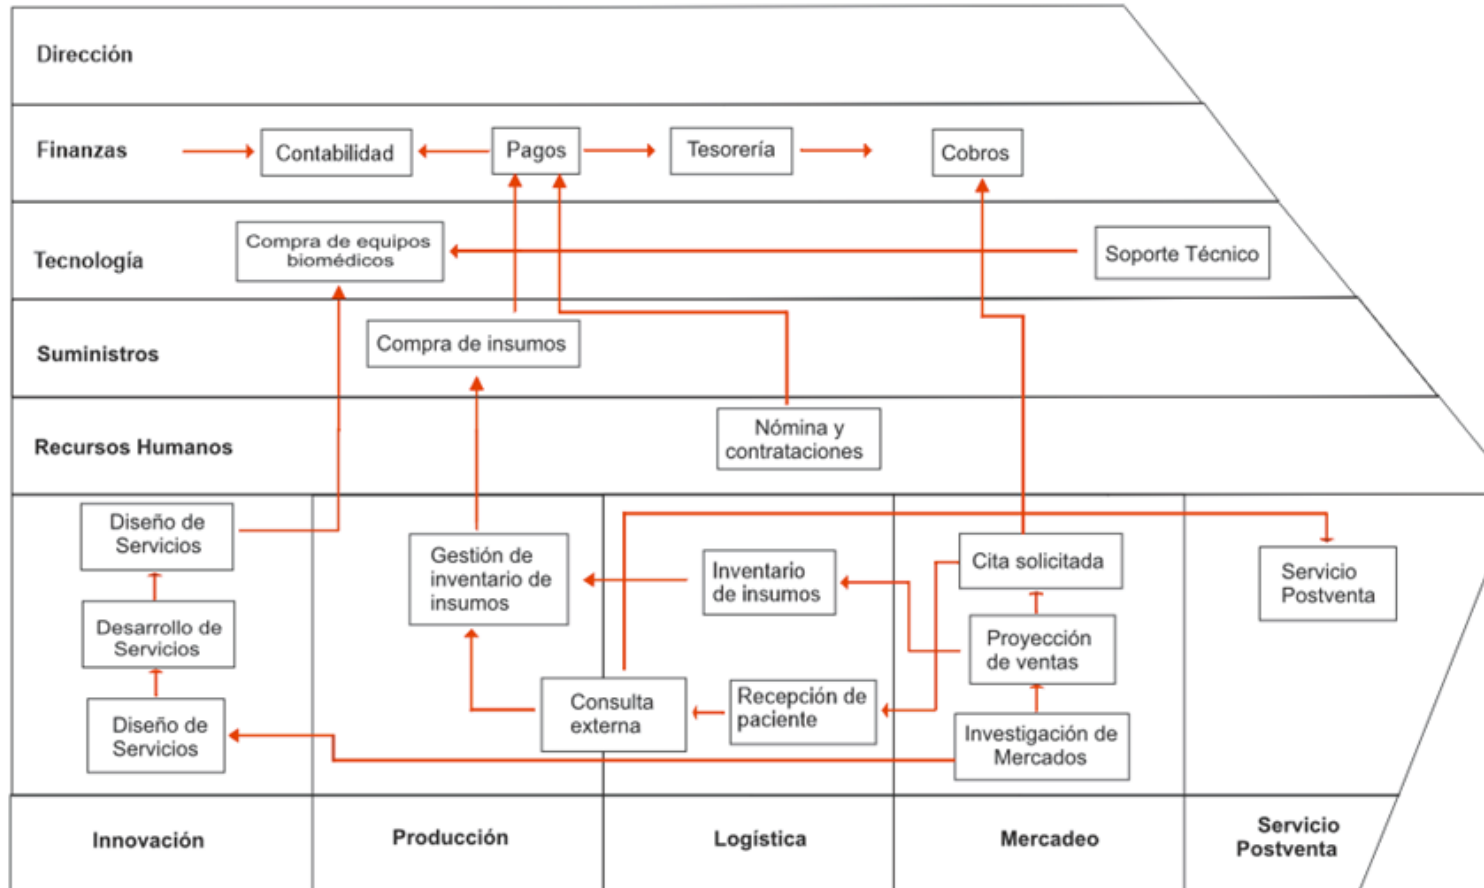 Dirección
Finanzas
Contabilidad
Pagos
Tesorería
Cobros
Tecnología
Compra de equipos
biomédicos
Soporte Técnico
Suministros
Compra de insumos
Recursos Humanos
Nómina y
contrataciones
Diseño de
Servicios
Gestión de
inventario de
insumos
Inventario
de insumos
Cita solicitada
Servicio
Postventa
Desarrollo de
Servicios
Proyección
de ventas
Diseño de
Servicios
Consulta
externa
Recepción de
paciente
Investigación de
Mercados
Innovación
Producción
Logística
Mercadeo
Servicio
Postventa